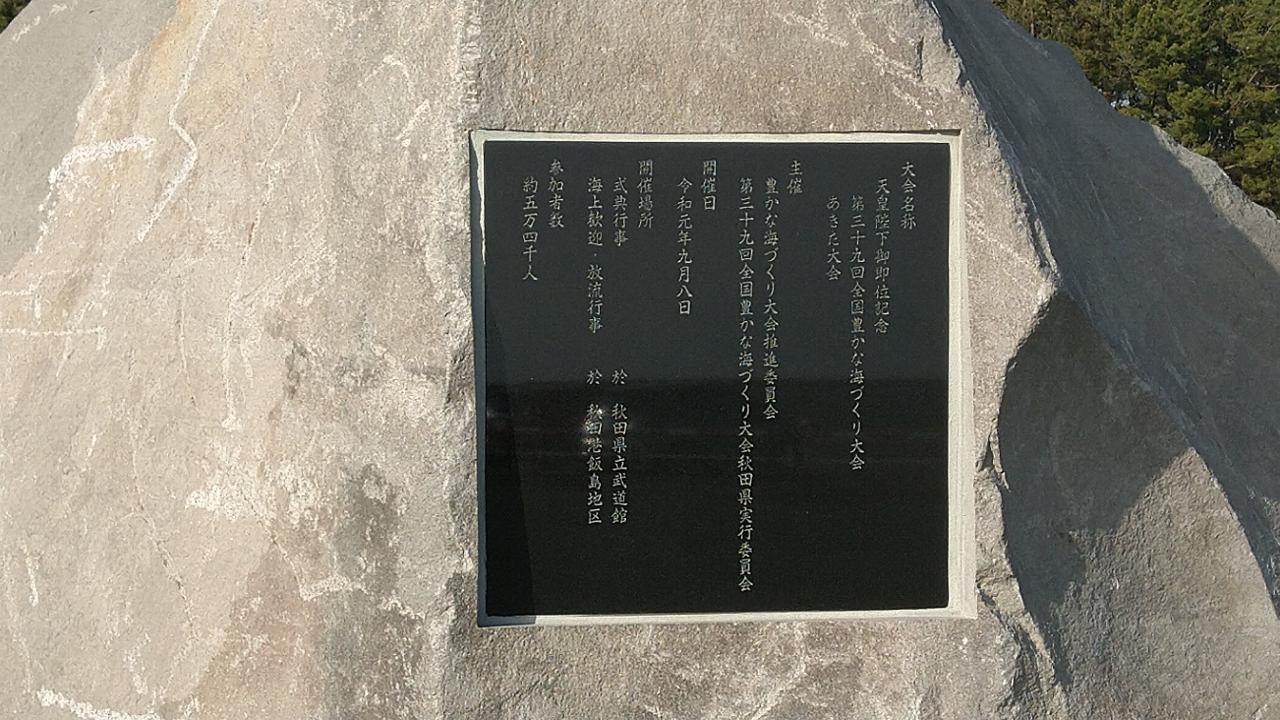 大会名称
天皇陛下御即位記念
第三十九回全国豊かな海づくり大会
あきた大会
主催
豊かな海づくり大会推進委員会
第三十九回全国豊かな海づくり大会秋田県実行委員会
開催日
令和元年九月八日
開催場所
式典行事 於 秋田県立武道館
海上歓迎・放流行事 於 秋田港飯島地区
参加者数
約五万四千人